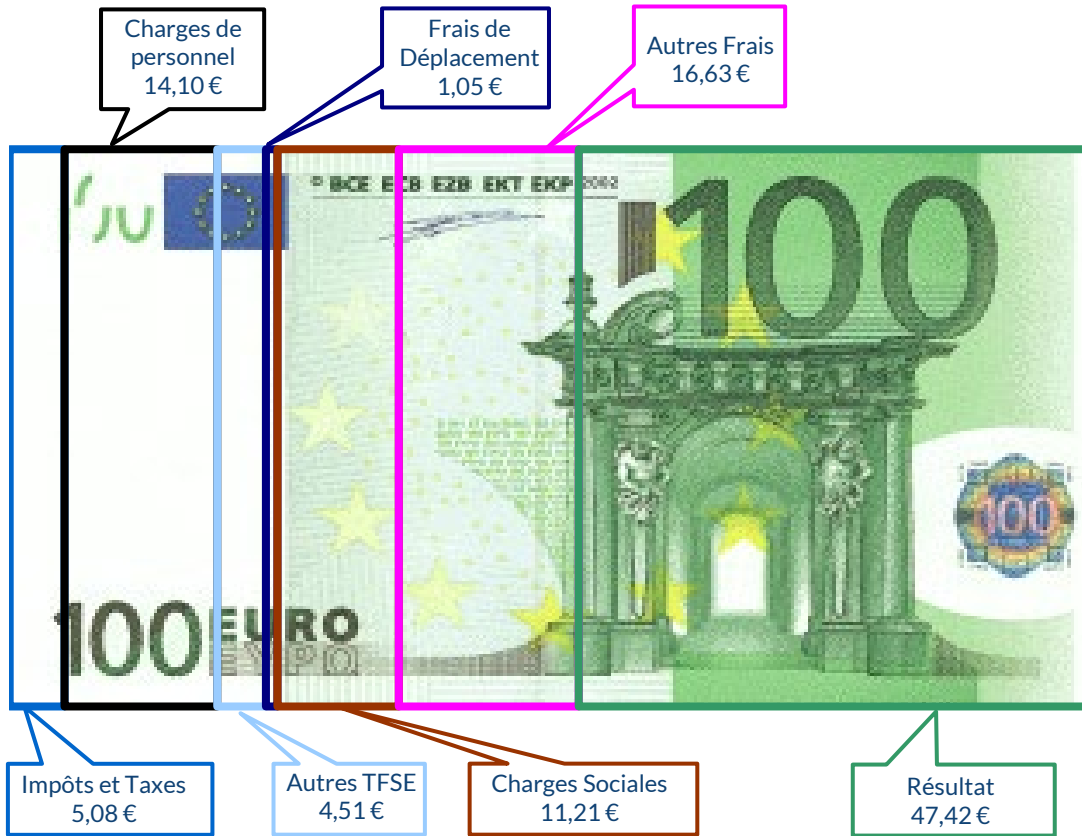 Charges de
personnel
14,10 €
Frais de
Déplacement
1,05 €
Autres Frais
16,63 €
© BCE ECB EZB EKT EKP 2002
100
100
100 EURO
ΕΥΡΩ
Impôts et Taxes
5,08 €
Autres TFSE
4,51 €
Charges Sociales
11,21 €
Résultat
47,42 €